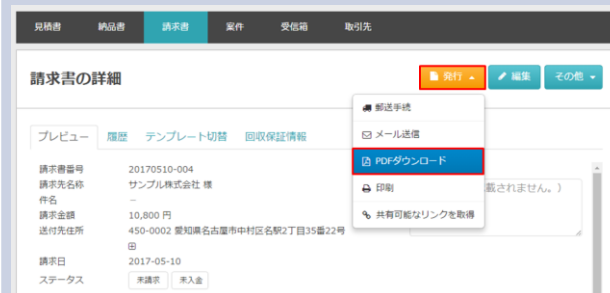 見積書 納品書 請求書 案件 受信箱 取引先
請求書の詳細
発行 編集 その他
郵送手続
メール送信
PDFダウンロード
印刷
共有可能なリンクを取得
プレビュー 履歴 テンプレート切替 回収保証情報
載されません。)
請求書番号 20170510-004
請求先名称 サンプル株式会社 様
件名 –
請求金額 10,800 円
送付先住所 450-0002 愛知県名古屋市中村区名駅2丁目35番22号
請求日 2017-05-10
ステータス 未請求 未入金